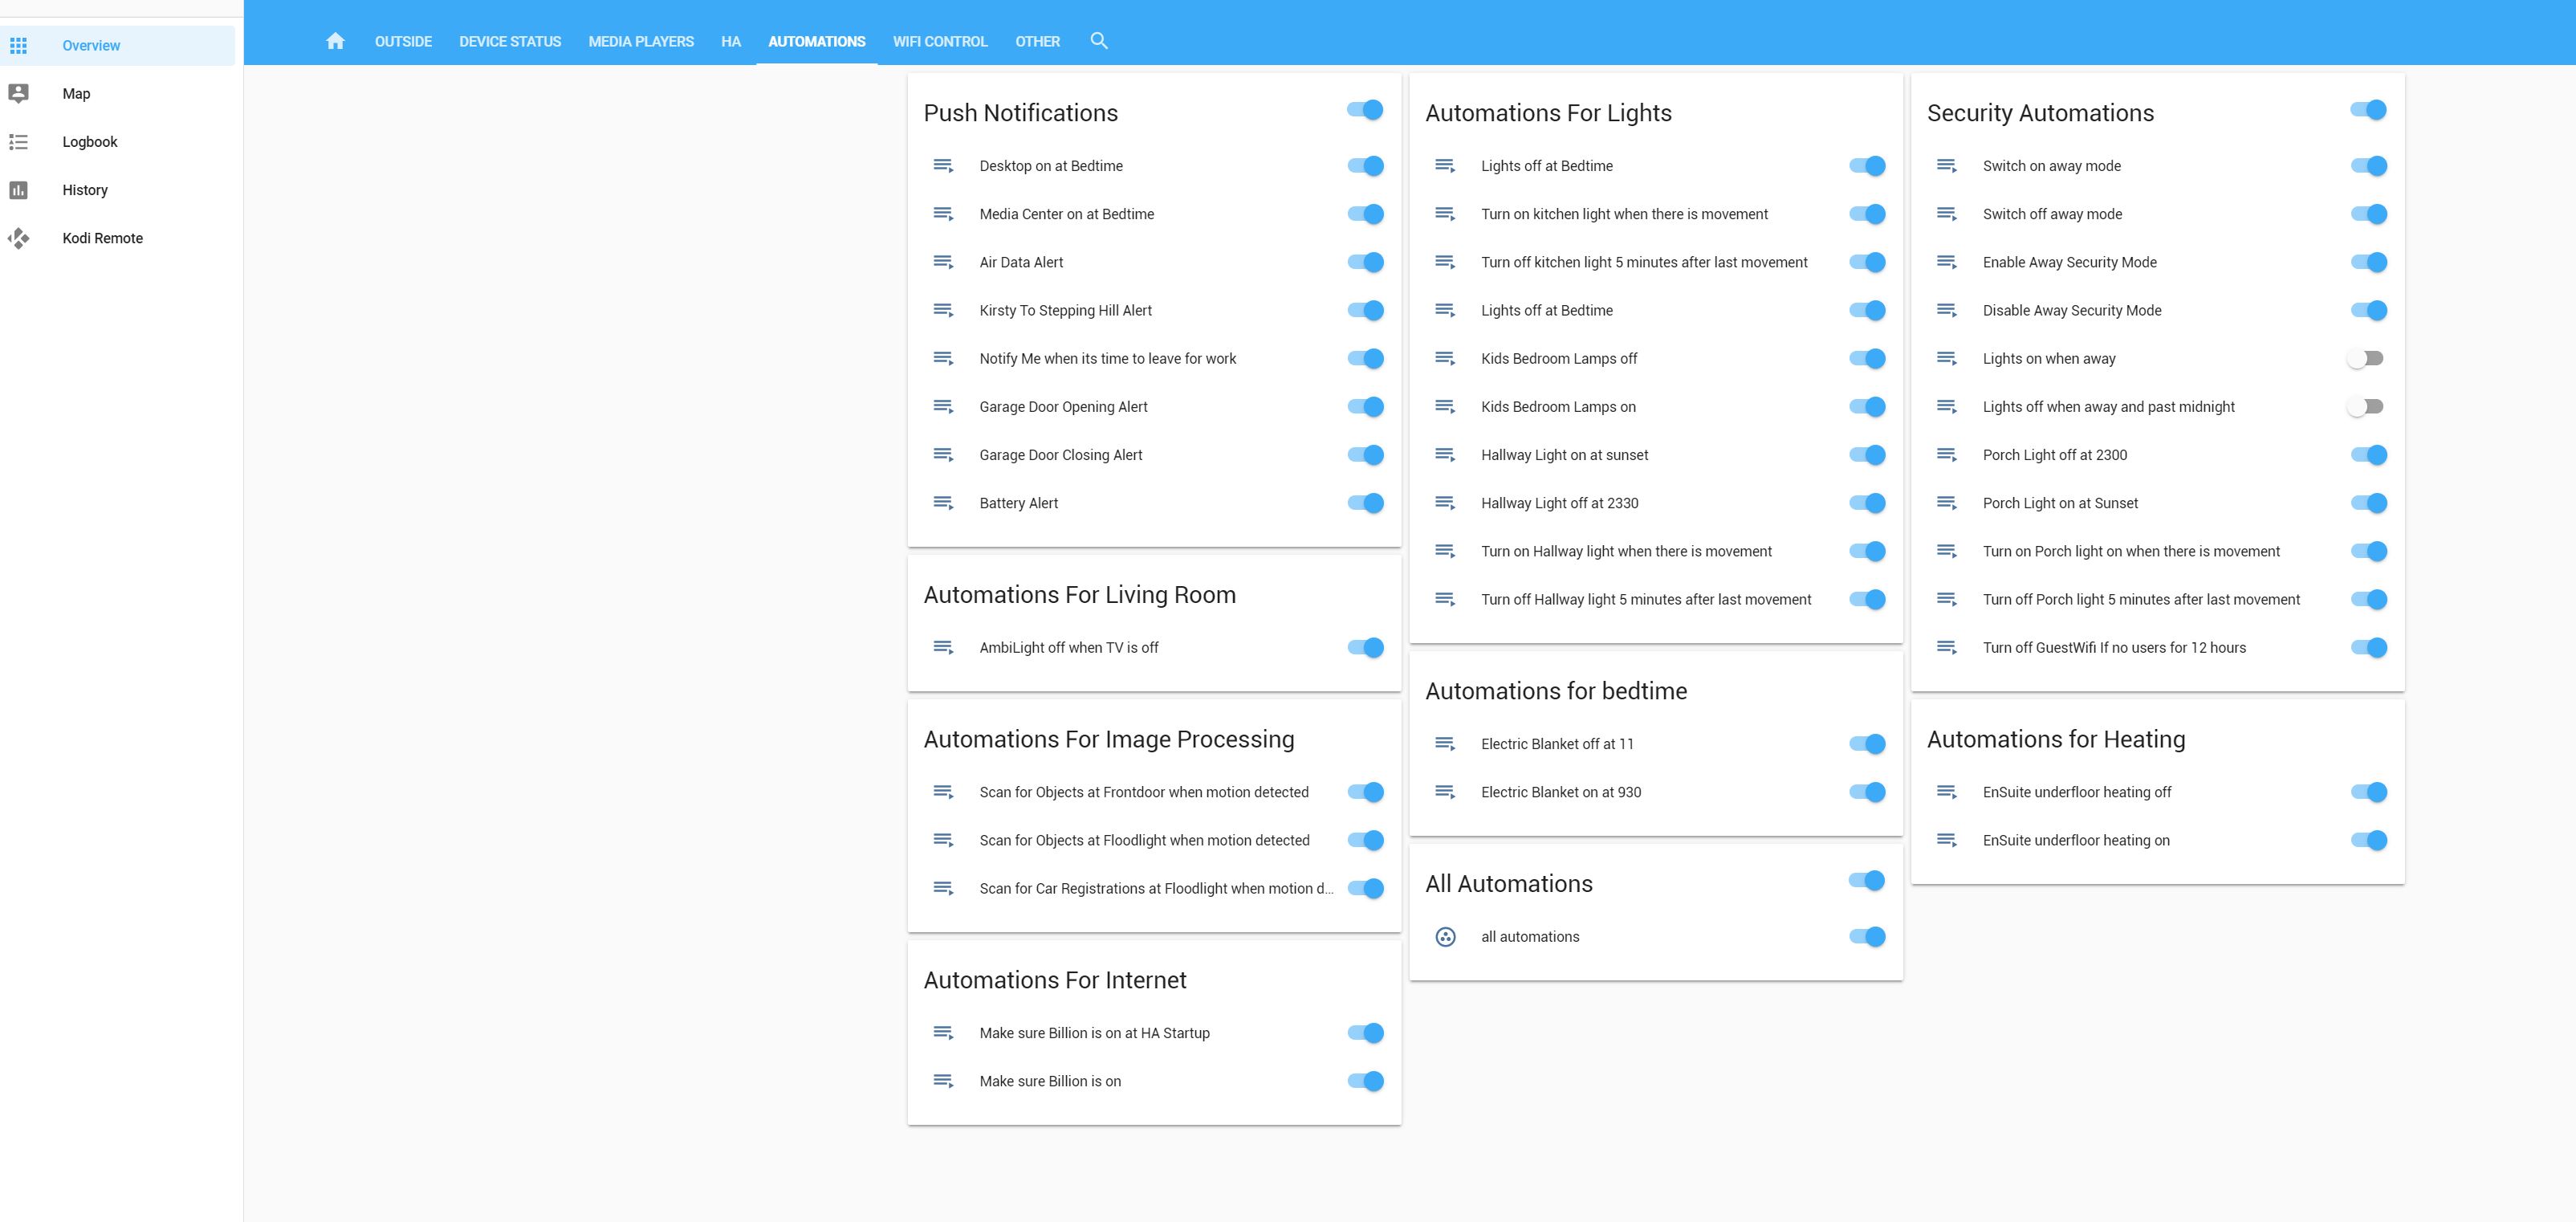 Overview
Map
Logbook
History
Kodi Remote
OUTSIDE DEVICE STATUS MEDIA PLAYERS HA AUTOMATIONS WIFI CONTROL OTHER
Push Notifications
Desktop on at Bedtime
Media Center on at Bedtime
Air Data Alert
Kirsty To Stepping Hill Alert
Notify Me when its time to leave for work
Garage Door Opening Alert
Garage Door Closing Alert
Battery Alert
Automations For Living Room
AmbiLight off when TV is off
Automations For Image Processing
Scan for Objects at Frontdoor when motion detected
Scan for Objects at Floodlight when motion detected
Scan for Car Registrations at Floodlight when motion d...
Automations For Internet
Make sure Billion is on at HA Startup
Make sure Billion is on
Automations For Lights
Lights off at Bedtime
Turn on kitchen light when there is movement
Turn off kitchen light 5 minutes after last movement
Lights off at Bedtime
Kids Bedroom Lamps off
Kids Bedroom Lamps on
Hallway Light on at sunset
Hallway Light off at 2330
Turn on Hallway light when there is movement
Turn off Hallway light 5 minutes after last movement
Automations for bedtime
Electric Blanket off at 11
Electric Blanket on at 930
All Automations
all automations
Security Automations
Switch on away mode
Switch off away mode
Enable Away Security Mode
Disable Away Security Mode
Lights on when away
Lights off when away and past midnight
Porch Light off at 2300
Porch Light on at Sunset
Turn on Porch light on when there is movement
Turn off Porch light 5 minutes after last movement
Turn off GuestWifi If no users for 12 hours
Automations for Heating
EnSuite underfloor heating off
EnSuite underfloor heating on